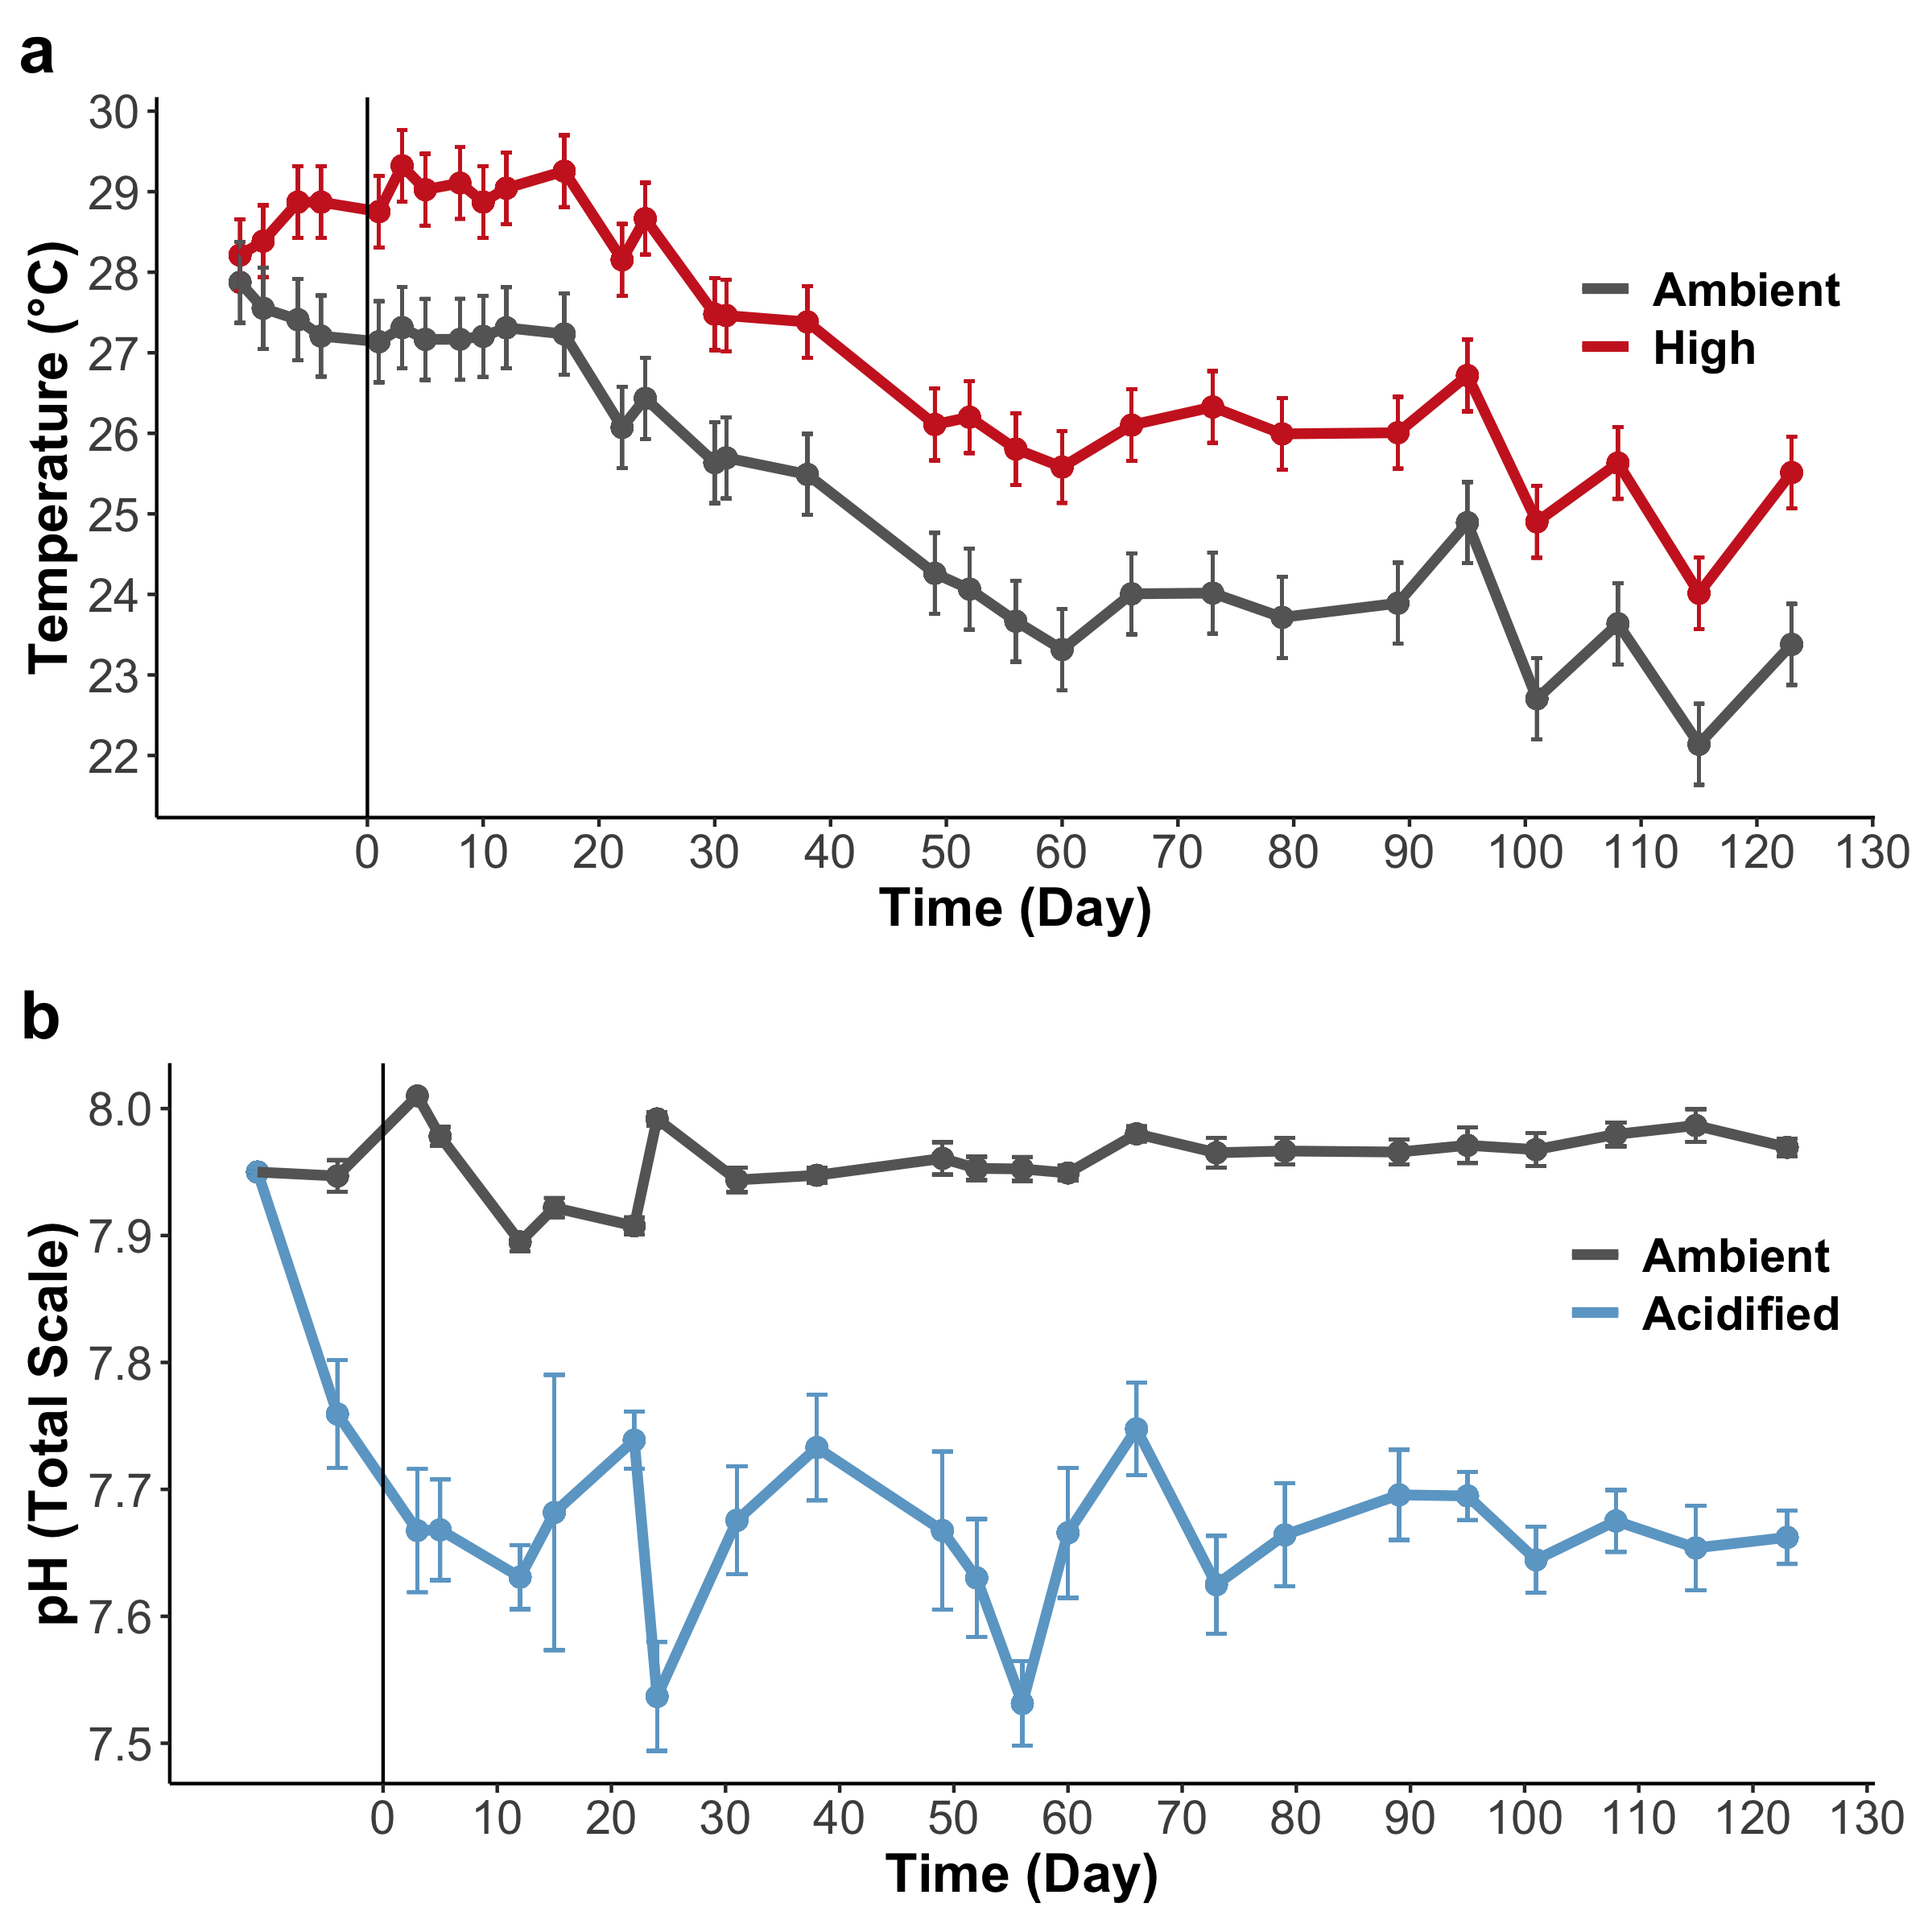 a
30
29
28
27
26
25
24
23
22
Temperature (°C)
Ambient
High
0 10 20 30 40 50 60 70 80 90 100 110 120 130
Time (Day)
b
8.0
7.9
7.8
7.7
7.6
7.5
pH (Total Scale)
Ambient
Acidified
0 10 20 30 40 50 60 70 80 90 100 110 120 130
Time (Day)